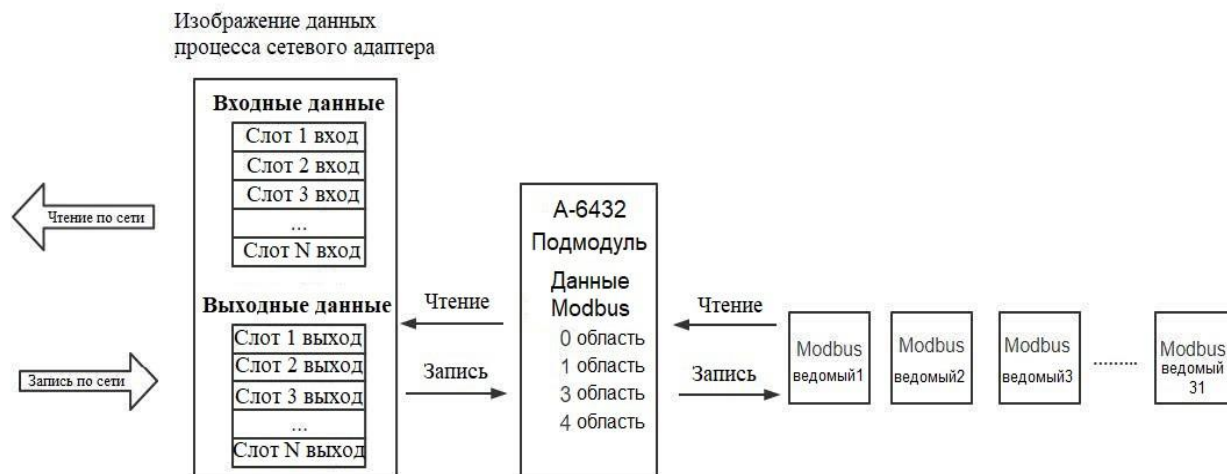 Изображение данных
процесса сетевого адаптера
Входные данные
Слот 1 вход
Слот 2 вход
Слот 3 вход
...
Слот N вход
Чтение по сети
Выходные данные
Слот 1 выход
Слот 2 выход
Слот 3 выход
...
Слот N выход
Запись по сети
Чтение
Запись
A-6432
Подмодуль
Данные
Modbus
0 область
1 область
3 область
4 область
Чтение
Запись
Modbus
ведомый1
Modbus
ведомый2
Modbus
ведомый3
.........
Modbus
ведомый
31